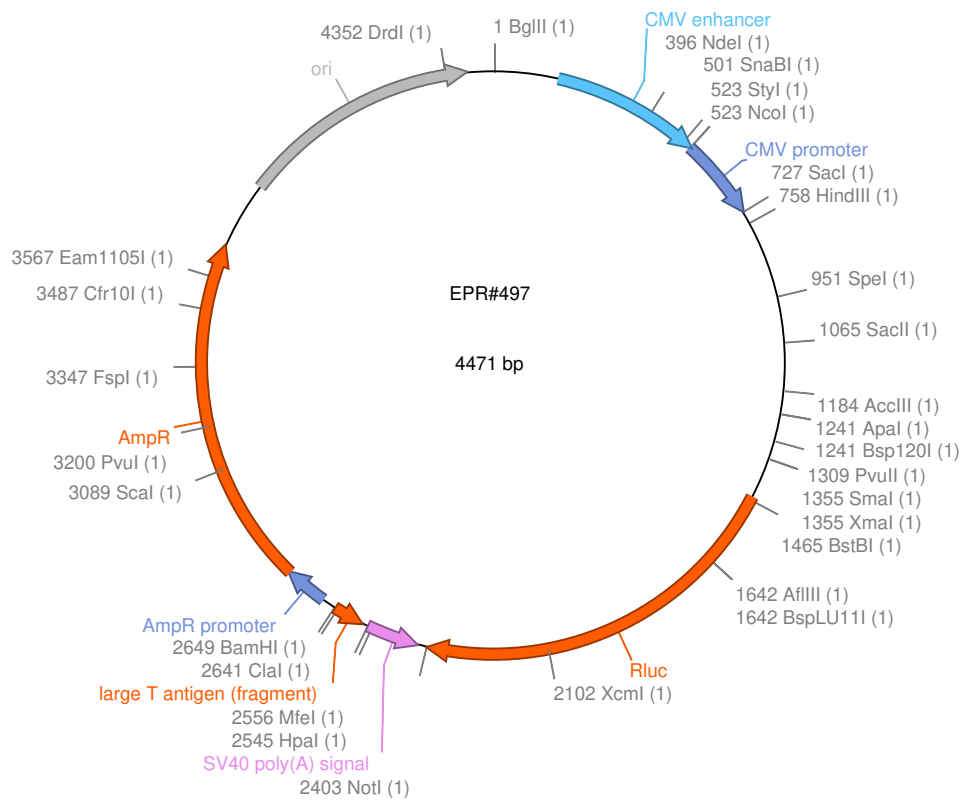 4352 DrdI (1)
1 BglII (1)
CMV enhancer
396 NdeI (1)
501 SnaBI (1)
523 StyI (1)
523 NcoI (1)
ori
CMV promoter
727 SacI (1)
758 HindIII (1)
3567 Eam1105I (1)
3487 Cfr10I (1)
3347 FspI (1)
AmpR
3200 PvuI (1)
3089 ScaI (1)
EPR#497
4471 bp
951 SpeI (1)
1065 SacII (1)
1184 AccIII (1)
1241 ApaI (1)
1241 Bsp120I (1)
1309 PvuII (1)
1355 SmaI (1)
1355 XmaI (1)
1465 BstBI (1)
1642 AflIII (1)
1642 BspLU11I (1)
Rluc
2102 XcmI (1)
AmpR promoter
2649 BamHI (1)
2641 ClaI (1)
large T antigen (fragment)
2556 MfeI (1)
2545 HpaI (1)
SV40 poly(A) signal
2403 NotI (1)